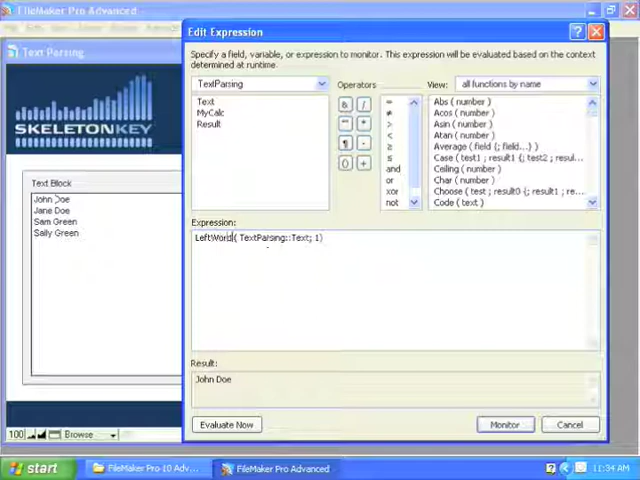 FileMaker Pro Advanced
Text Parsing
SKELETONKEY
Text Block
John Doe
Jane Doe
Sam Green
Sally Green
100
Browse
Edit Expression
Specify a field, variable, or expression to monitor. This expression will be evaluated based on the context
determined at runtime.
TextParsing
Operators
View:
all functions by name
Text
MyCalc
Result
&
/
""
*
¶
-
()
+
=
≠
>
<
≥
≤
and
or
xor
not
Abs ( number )
Acos ( number )
Asin ( number )
Atan ( number )
Average ( field {; field...} )
Case ( test1 ; result1 {; test2 ; resul...
Ceiling ( number )
Char ( number )
Choose ( test ; result0 {; result1 ; re...
Code ( text )
Expression:
LeftWord( TextParsing::Text; 1)
Result:
John Doe
Evaluate Now
Monitor
Cancel
start
FileMaker Pro 10 Adv...
FileMaker Pro Advanced
11:34 AM